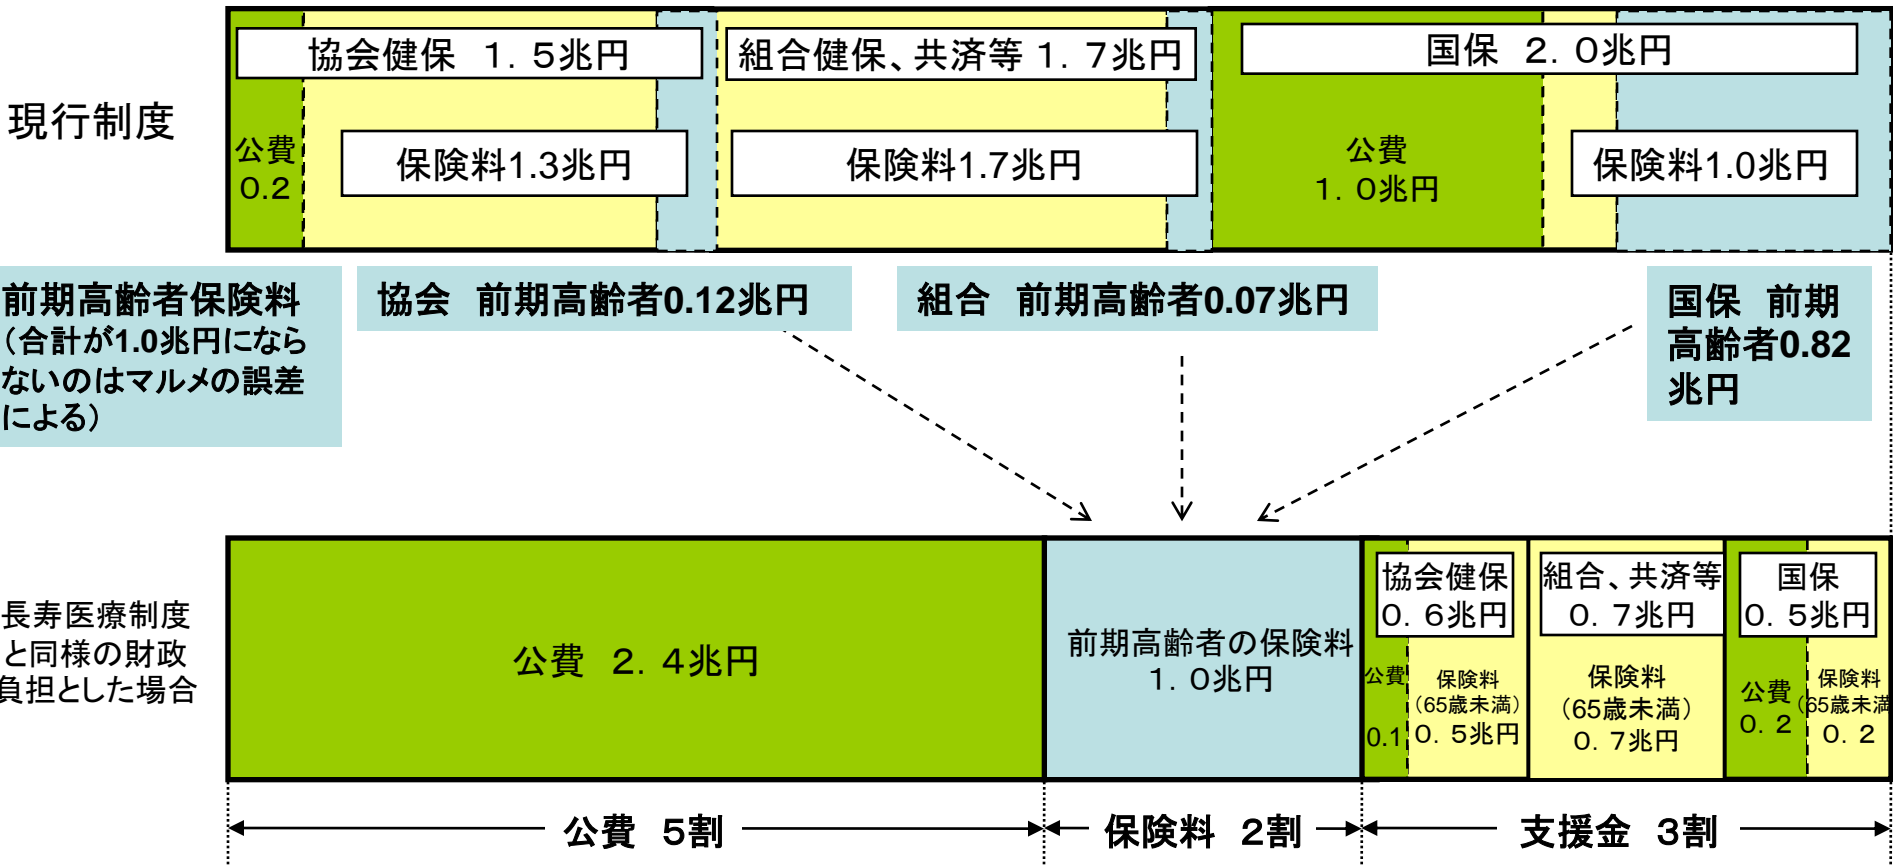 協会健保　１．５兆円
組合健保、共済等 １．７兆円
国保　２．０兆円
現行制度
公費
０.２
保険料1.3兆円
保険料1.7兆円
公費
１．０兆円
保険料1.0兆円
前期高齢者保険料
（合計が1.0兆円になら
ないのはマルメの誤差
による）
協会　前期高齢者0.12兆円
組合　前期高齢者0.07兆円
国保　前期
高齢者0.82
兆円
長寿医療制度
と同様の財政
負担とした場合
公費　２．４兆円
前期高齢者の保険料
１．０兆円
協会健保
０．６兆円
公費
0.1
保険料
（65歳未満）
０．５兆円
組合、共済等
０．７兆円
保険料
（65歳未満）
０．７兆円
国保
０．５兆円
公費
０．２
保険料
（65歳未満
０．２
公費　５割
保険料　２割
支援金　３割